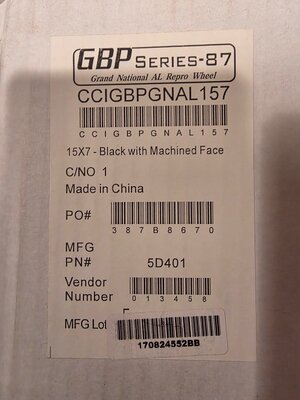 GBP SERIES-87
Grand National AL Repro Wheel
CCIGBPGNAL157
CCIGBPGNAL157
15X7 - Black with Machined Face
C/NO 1
Made in China
PO#
387B8670
MFG
PN# 5D401
Vendor
Number 013458
MFG Lot
170824552BB